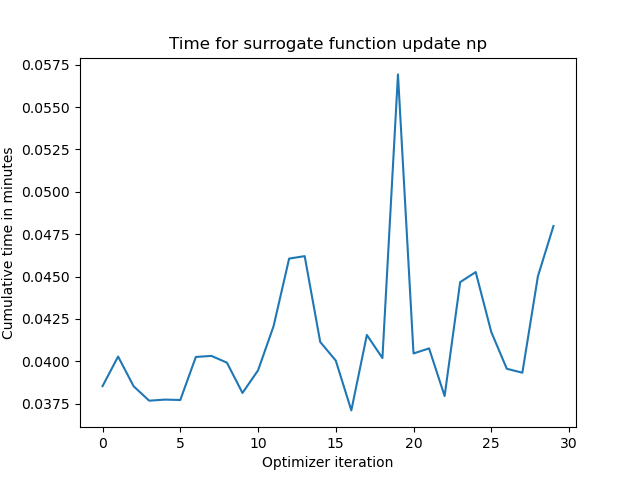 Time for surrogate function update np
Cumulative time in minutes
0.0575
0.0550
0.0525
0.0500
0.0475
0.0450
0.0425
0.0400
0.0375
0 5 10 15 20 25 30
Optimizer iteration